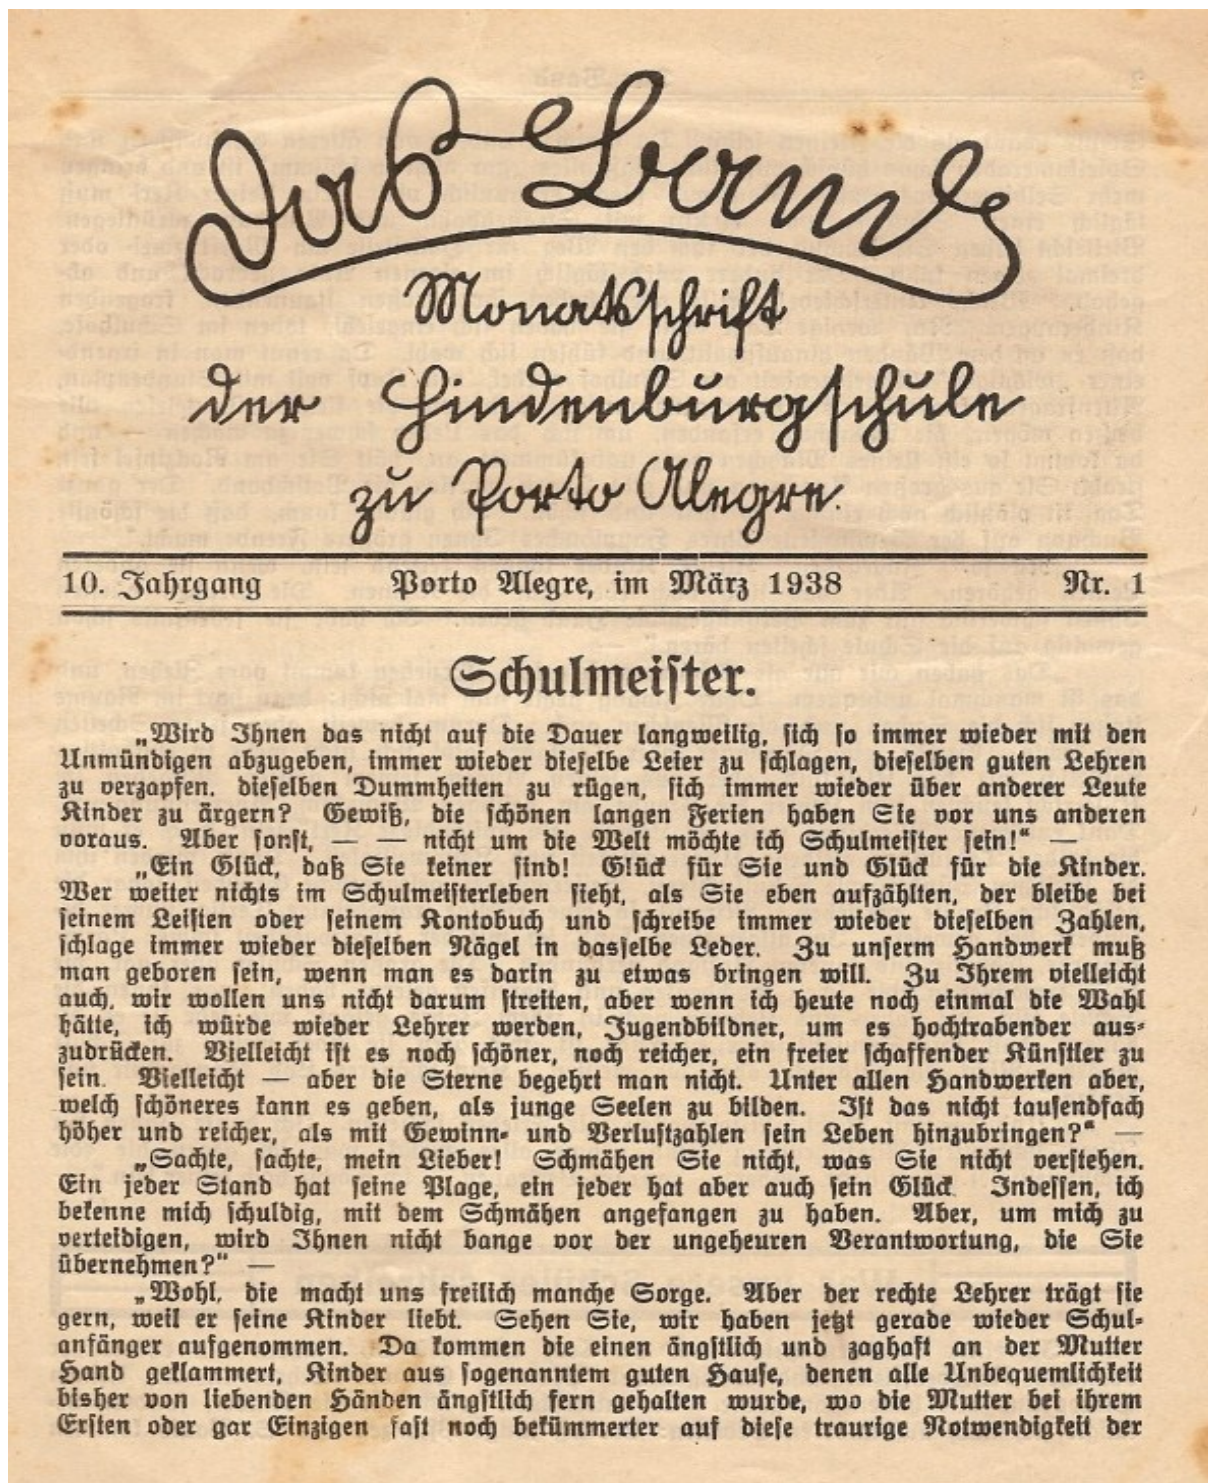 Das Band
Monatsschrift
der Hindenburgschule
zu Porto Alegre.
10. Jahrgang Porto Alegre, im März 1938 Nr. 1
Schulmeister.
„Wird Ihnen das nicht auf die Dauer langweilig, sich so immer wieder mit den
Unmündigen abzugeben, immer wieder dieselbe Leier zu schlagen, dieselben guten Lehren
zu verzapfen, dieselben Dummheiten zu rügen, sich immer wieder über anderer Leute
Kinder zu ärgern? Gewiß, die schönen langen Ferien haben Sie vor uns anderen
voraus. Aber sonst, — — nicht um die Welt möchte ich Schulmeister sein!“ —
„Ein Glück, daß Sie keiner sind! Glück für Sie und Glück für die Kinder.
Wer weiter nichts im Schulmeisterleben sieht, als Sie eben aufzählten, der bleibe bei
seinem Leisten oder seinem Kontobuch und schreibe immer wieder dieselben Zahlen,
schlage immer wieder dieselben Nägel in dasselbe Leder. Zu unserm Handwerk muß
man geboren sein, wenn man es darin zu etwas bringen will. Zu Ihrem vielleicht
auch, wir wollen uns nicht darum streiten, aber wenn ich heute noch einmal die Wahl
hätte, ich würde wieder Lehrer werden, Jugendbildner, um es hochtrabender aus-
zudrücken. Vielleicht ist es noch schöner, noch reicher, ein freier schaffender Künstler zu
sein. Vielleicht — aber die Sterne begehrt man nicht. Unter allen Handwerken aber,
welch schöneres kann es geben, als junge Seelen zu bilden. Ist das nicht tausendfach
höher und reicher, als mit Gewinn- und Verlustzahlen sein Leben hinzubringen?“ —
„Sachte, sachte, mein Lieber! Schmähen Sie nicht, was Sie nicht verstehen.
Ein jeder Stand hat seine Plage, ein jeder hat aber auch sein Glück. Indessen, ich
bekenne mich schuldig, mit dem Schmähen angefangen zu haben. Aber, um mich zu
verteidigen, wird Ihnen nicht bange vor der ungeheuren Verantwortung, die Sie
übernehmen?“ —
„Wohl, die macht uns freilich manche Sorge. Aber der rechte Lehrer trägt sie
gern, weil er seine Kinder liebt. Sehen Sie, wir haben jetzt gerade wieder Schul-
anfänger aufgenommen. Da kommen die einen ängstlich und zaghaft an der Mutter
Hand geklammert, Kinder aus sogenanntem guten Hause, denen alle Unbequemlichkeit
bisher von liebenden Händen ängstlich fern gehalten wurde, wo die Mutter bei ihrem
Ersten oder gar Einzigen fast noch bekümmerter auf diese traurige Notwendigkeit der